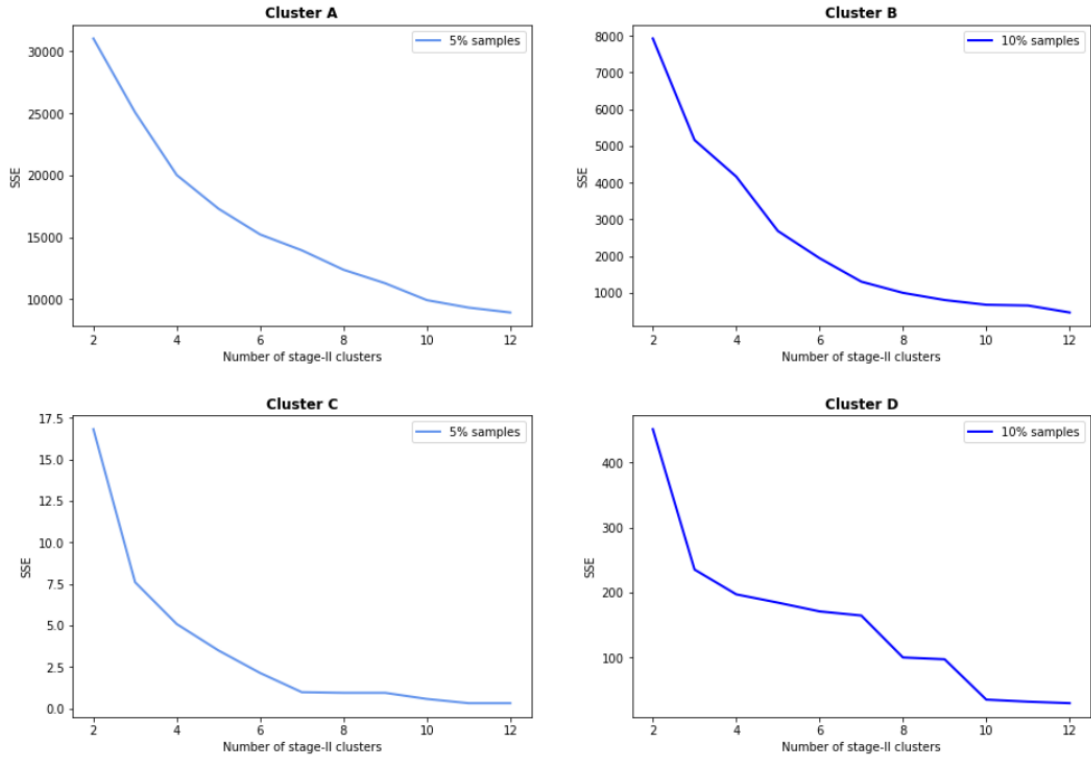 Cluster A
5% samples
30000
25000
20000
15000
10000
SSE
2 4 6 8 10 12
Number of stage-II clusters
Cluster B
10% samples
8000
7000
6000
5000
4000
3000
2000
1000
SSE
2 4 6 8 10 12
Number of stage-II clusters
Cluster C
5% samples
17.5
15.0
12.5
10.0
7.5
5.0
2.5
0.0
SSE
2 4 6 8 10 12
Number of stage-II clusters
Cluster D
10% samples
400
300
200
100
SSE
2 4 6 8 10 12
Number of stage-II clusters